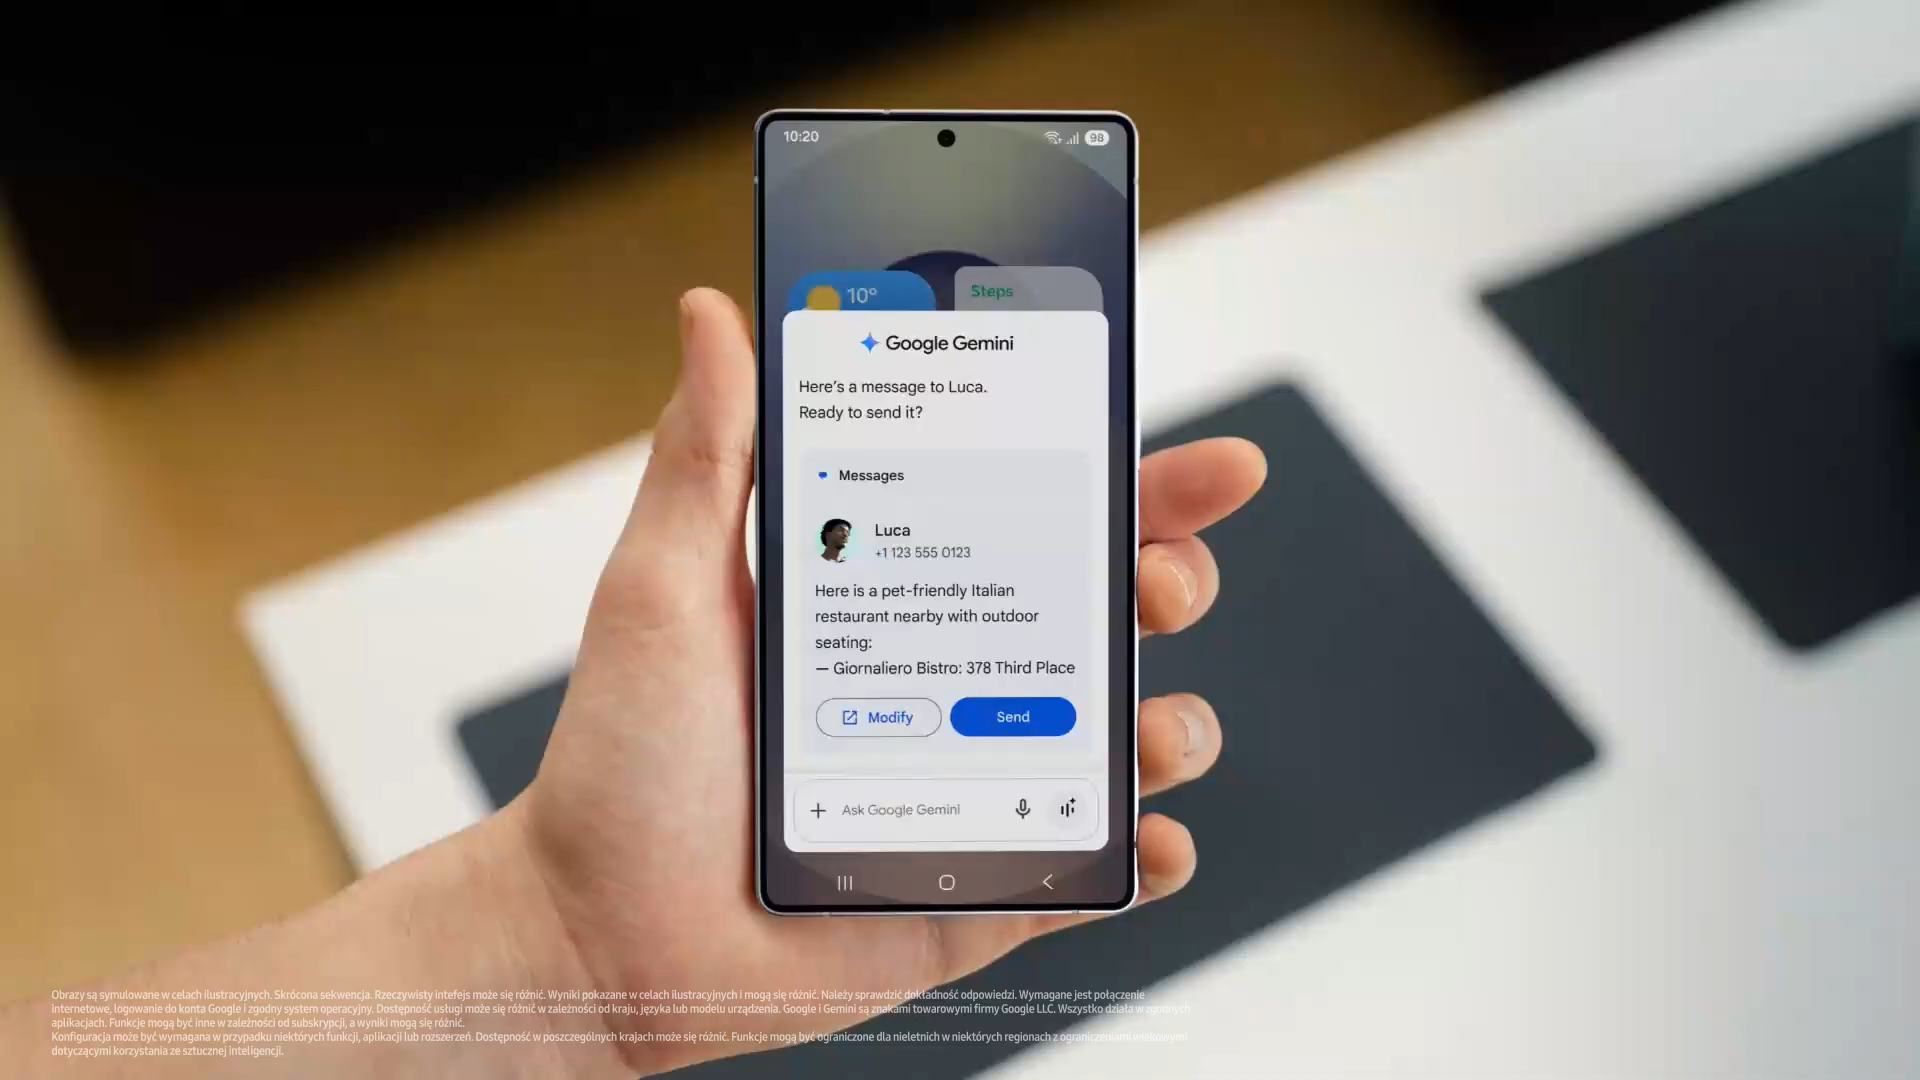 10:20
98
10°
Steps
Google Gemini
Here's a message to Luca.
Ready to send it?
Messages
Luca
+1 123 555 0123
Here is a pet-friendly Italian
restaurant nearby with outdoor
seating:
— Giornaliero Bistro: 378 Third Place
Modify
Send
Ask Google Gemini
Obrazy są symulowane w celach ilustracyjnych. Skrócona sekwencja. Rzeczywisty intefejs może się różnić. Wyniki pokazane w celach ilustracyjnych i mogą się różnić. Należy sprawdzić dokładność odpowiedzi. Wymagane jest połączenie
internetowe, logowanie do konta Google i zgodny system operacyjny. Dostępność usługi może się różnić w zależności od kraju, języka lub modelu urządzenia. Google i Gemini są znakami towarowymi firmy Google LLC. Wszystko działa w zgodnych
aplikacjach. Funkcje mogą być inne w zależności od subskrypcji, a wyniki mogą się różnić.
Konfiguracja może być wymagana w przypadku niektórych funkcji, aplikacji lub rozszerzeń. Dostępność w poszczególnych krajach może się różnić. Funkcje mogą być ograniczone dla nieletnich w niektórych regionach z ograniczeniami wiekowymi
dotyczącymi korzystania ze sztucznej inteligencji.